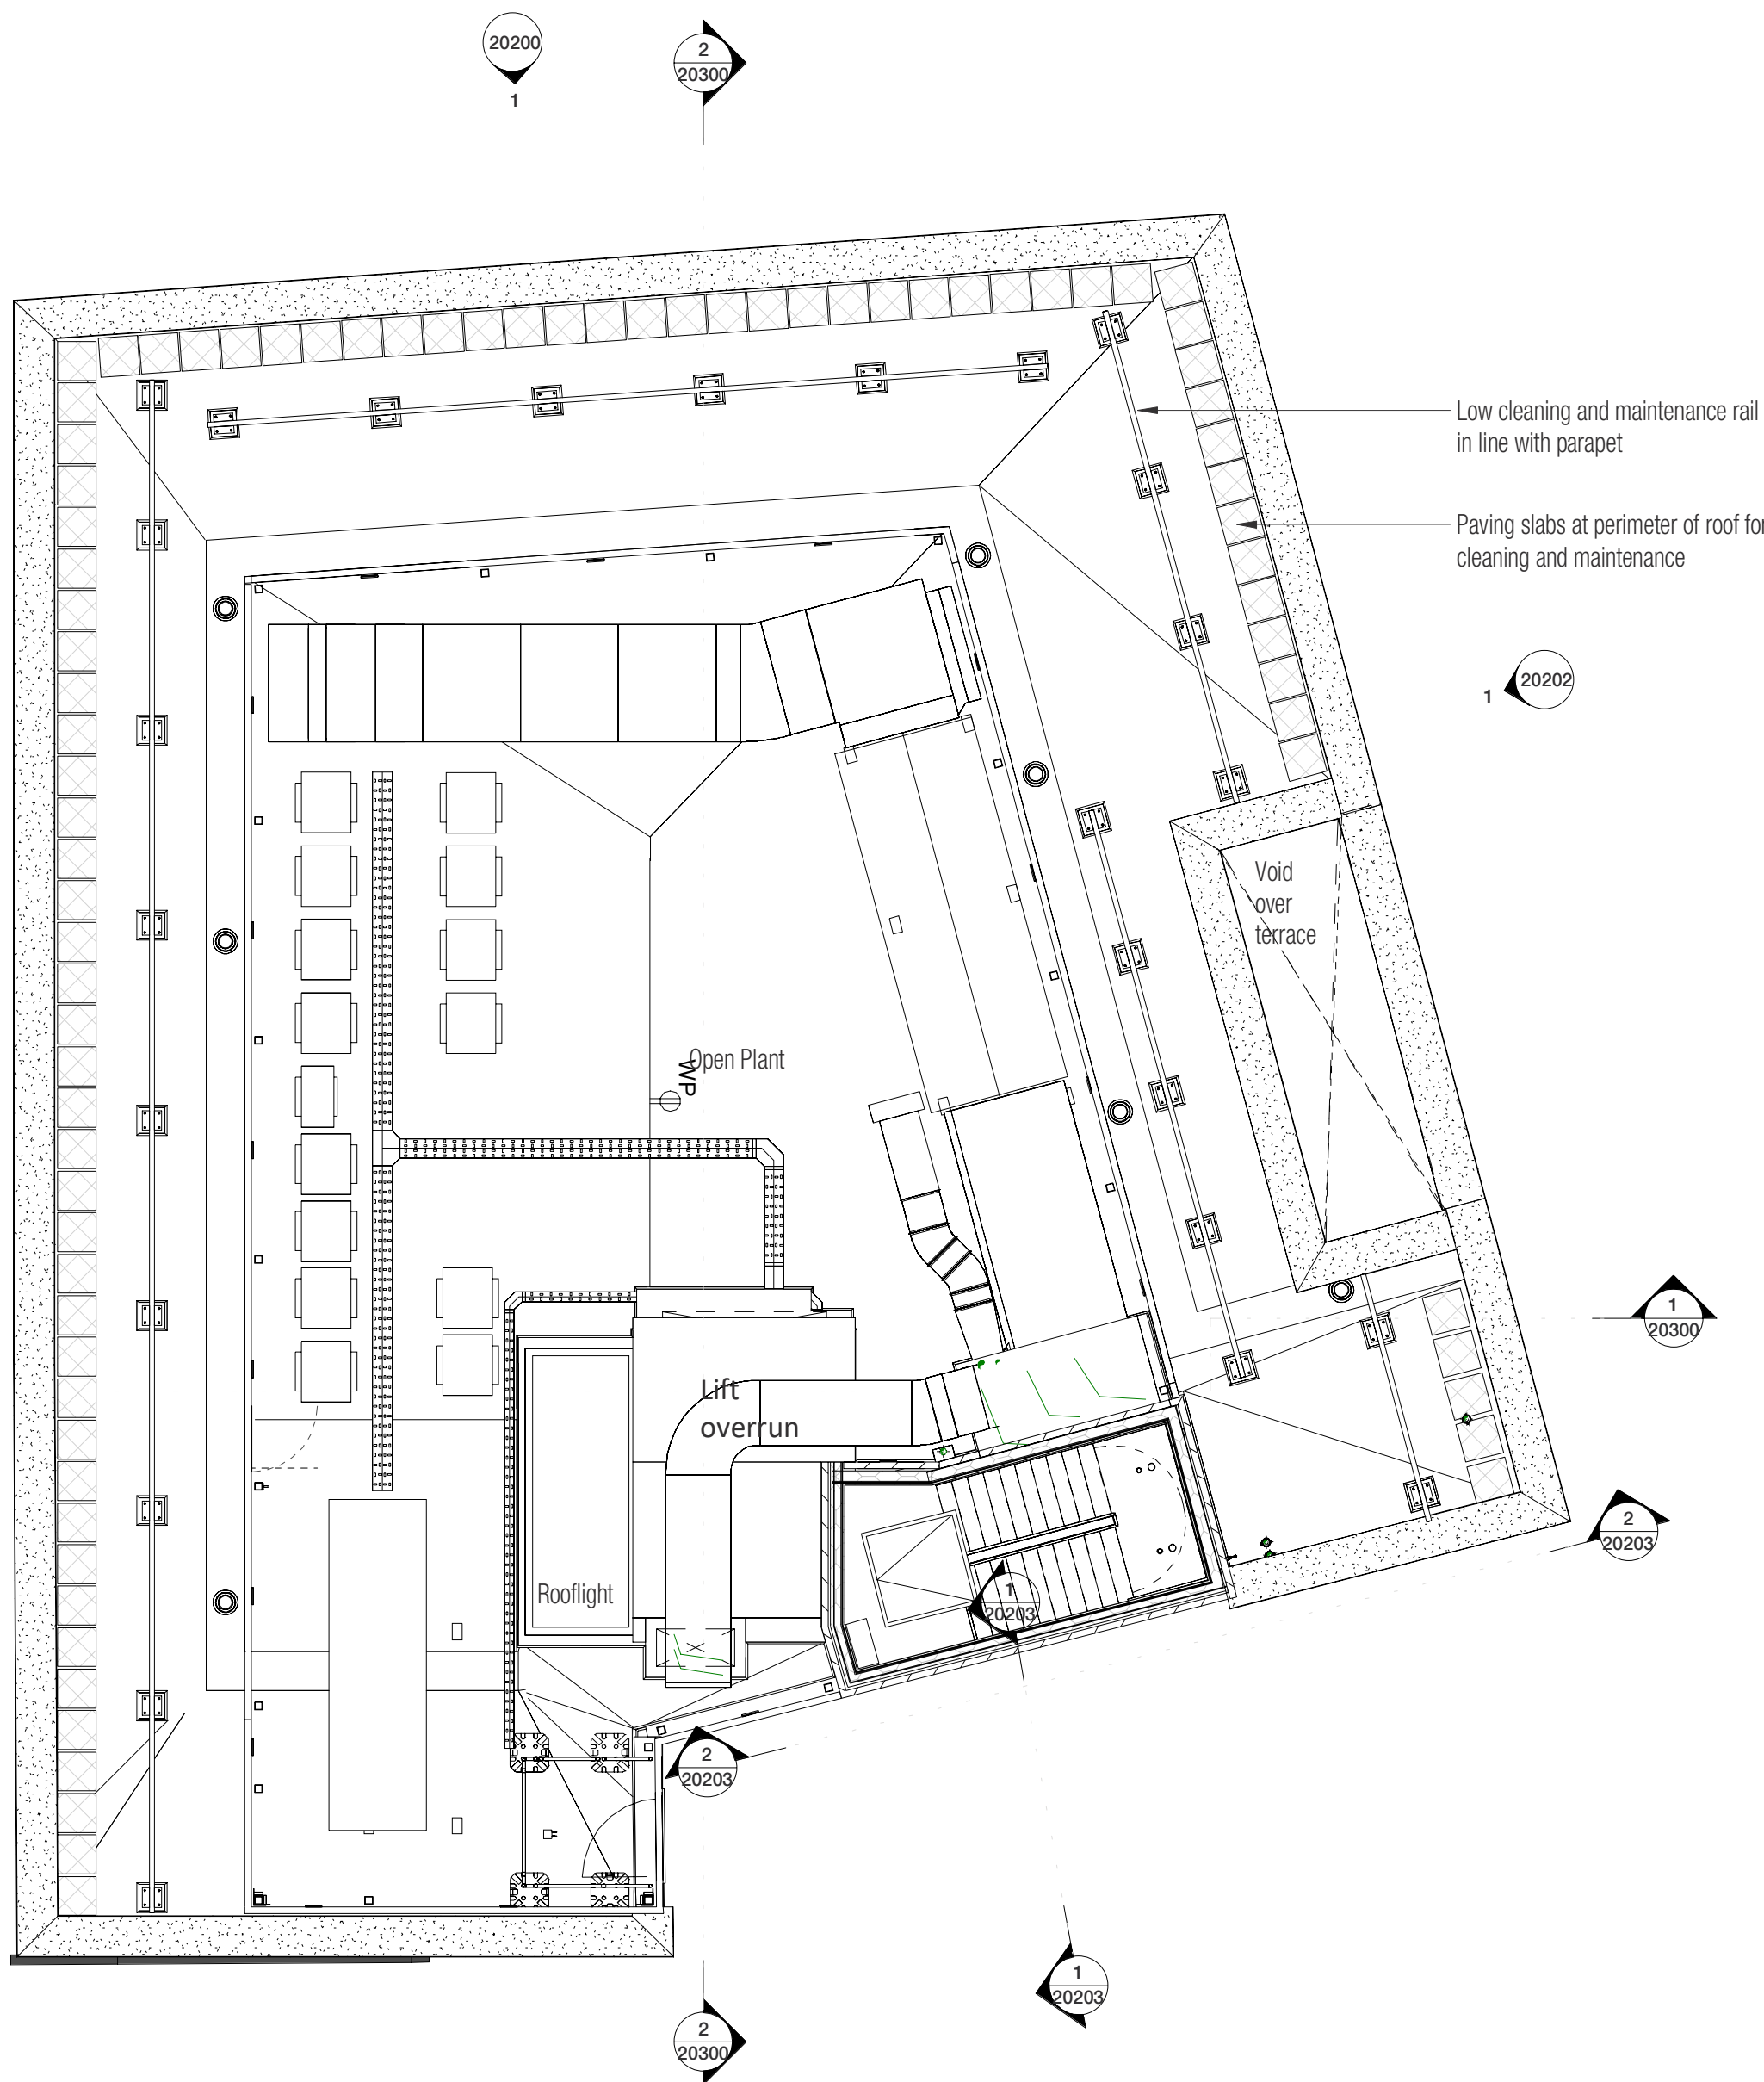 20200
1
2
20300
Low cleaning and maintenance rail
in line with parapet
Paving slabs at perimeter of roof for
cleaning and maintenance
1
20202
Void
over
terrace
Open Plant
WP
1
20300
Lift
overrun
2
20203
Rooflight
1
20203
2
20203
1
20203
2
20300